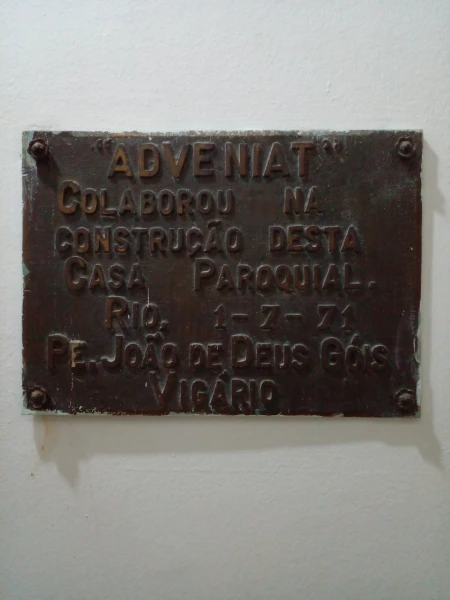 "ADVENIAT"
COLABOROU NA
CONSTRUÇÃO DESTA
CASA PAROQUIAL.
RIO, 1-7-71
PE. JOÃO DE DEUS GÓIS
VIGÁRIO